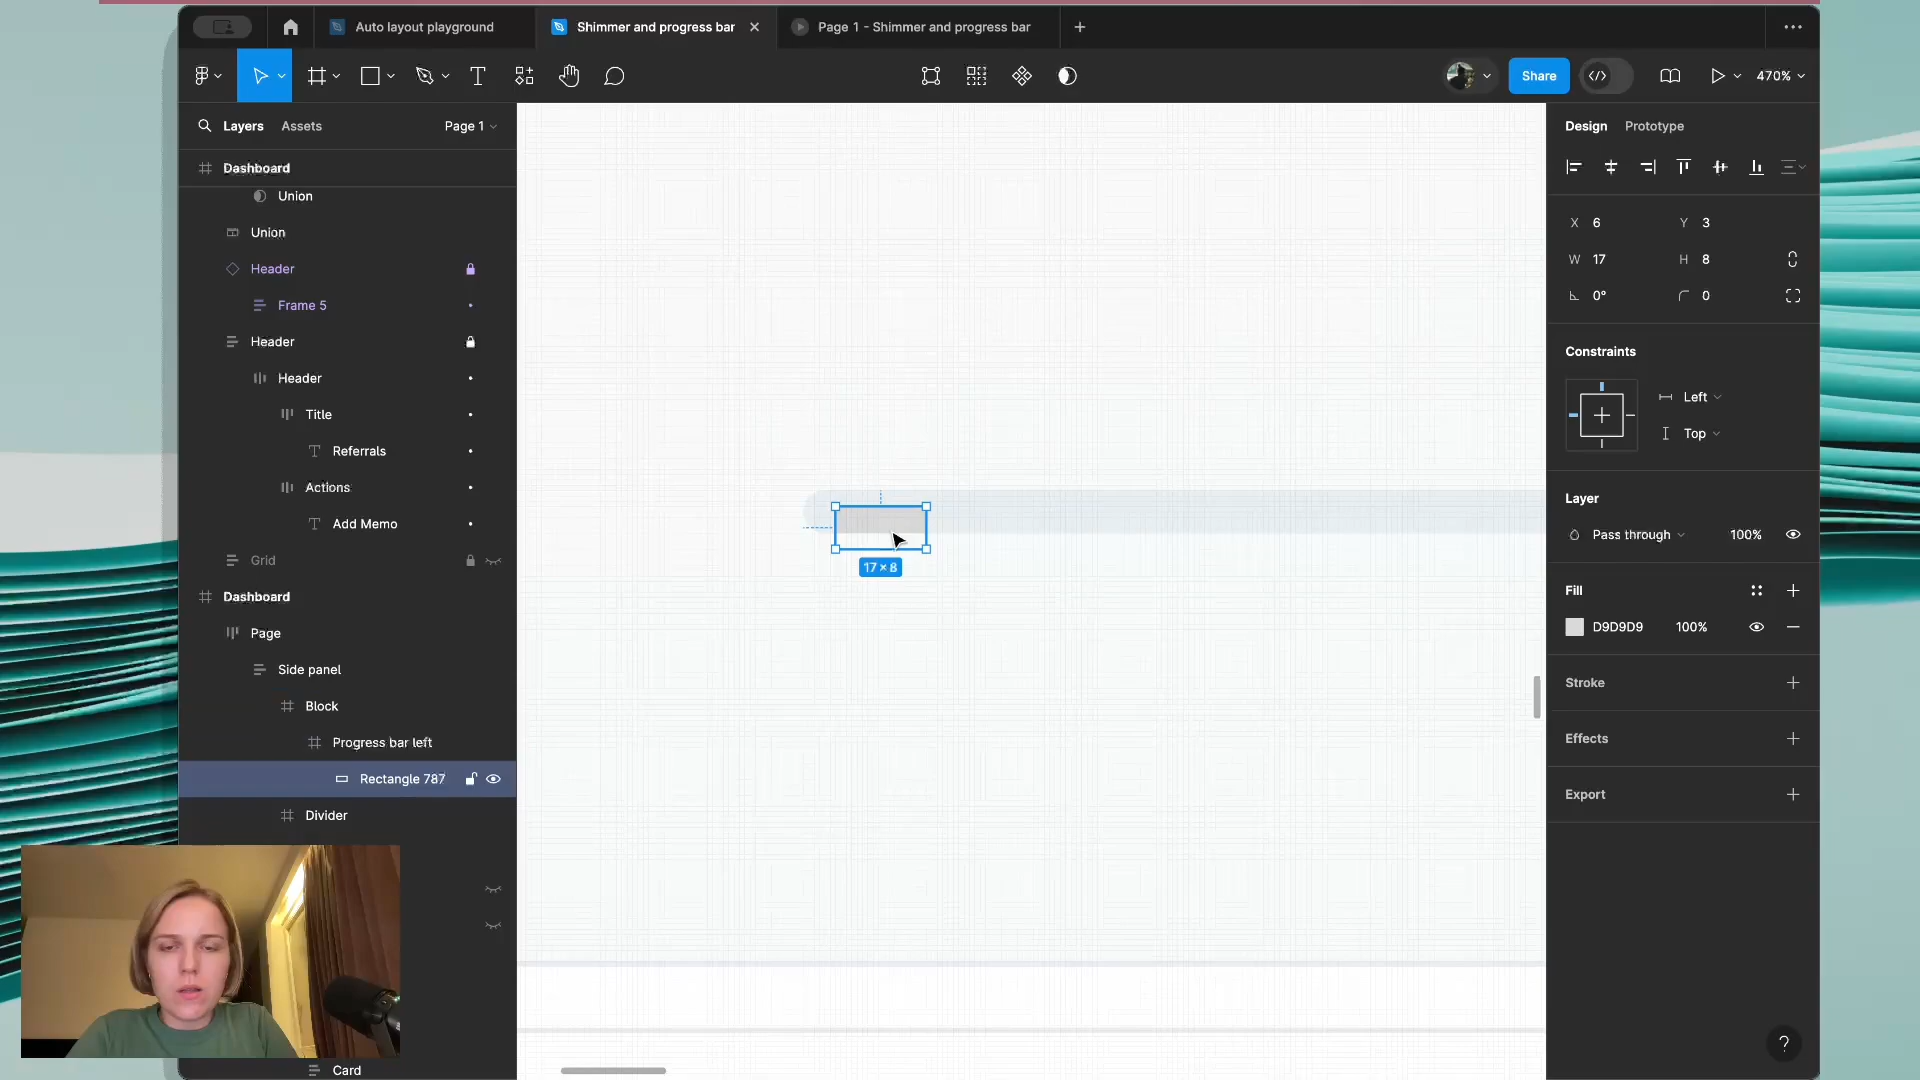 Auto layout playground
Shimmer and progress bar
Page 1 - Shimmer and progress bar
Share
470%
Layers
Assets
Page 1
Dashboard
Union
Union
Header
Frame 5
Header
Header
Title
Referrals
Actions
Add Memo
Grid
Dashboard
Page
Side panel
Block
Progress bar left
Rectangle 787
Divider
Card
17 × 8
Design
Prototype
X 6
Y 3
W 17
H 8
0°
0
Constraints
Left
Top
Layer
Pass through
100%
Fill
D9D9D9
100%
Stroke
Effects
Export
?